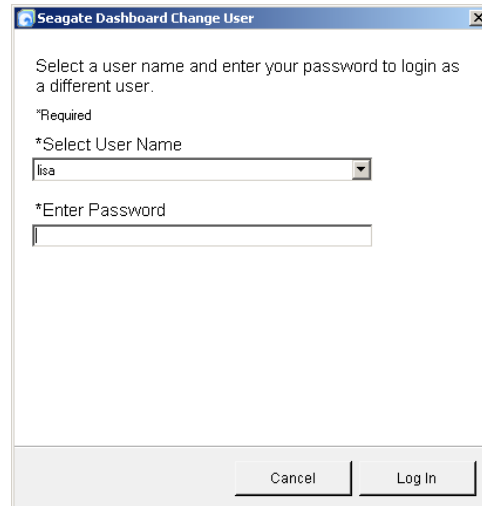 Seagate Dashboard Change User
Select a user name and enter your password to login as
a different user.
*Required
*Select User Name
lisa
*Enter Password
Cancel
Log In